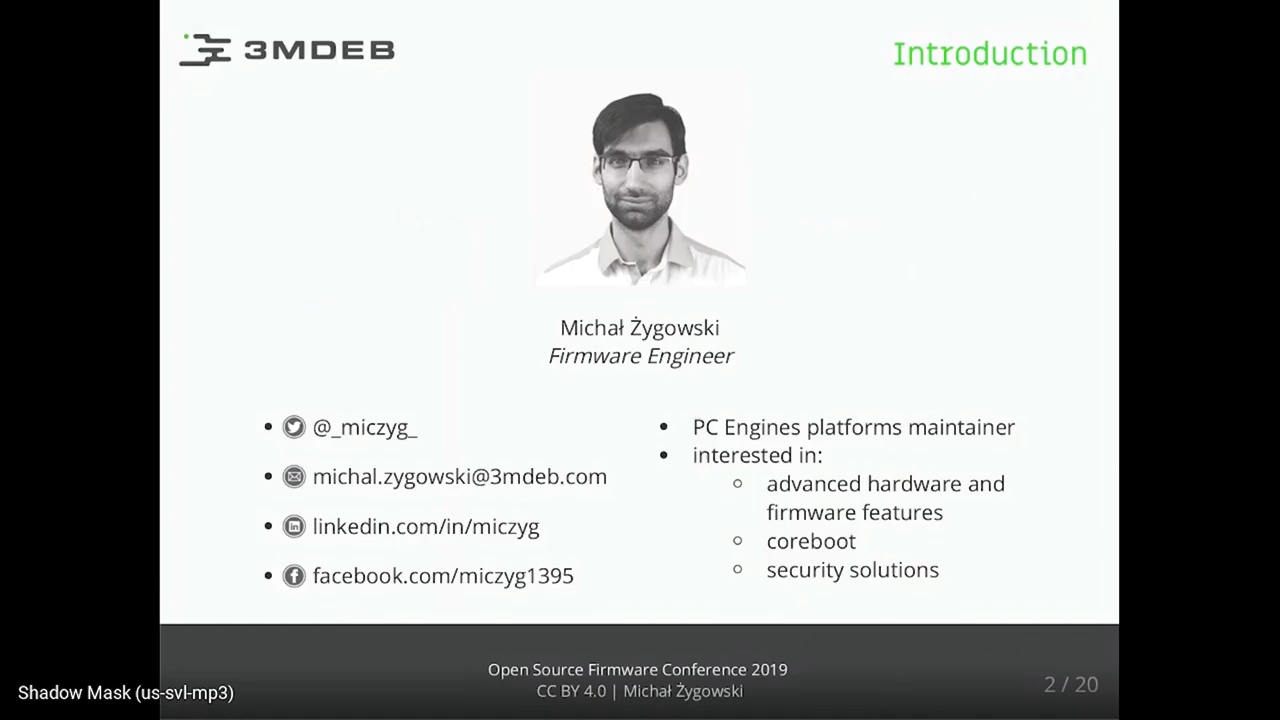 3MDEB
Introduction
Michał Żygowski
Firmware Engineer
@_miczyg_
michal.zygowski@3mdeb.com
linkedin.com/in/miczyg
facebook.com/miczyg1395
PC Engines platforms maintainer
interested in:
advanced hardware and
firmware features
coreboot
security solutions
Open Source Firmware Conference 2019
CC BY 4.0 | Michał Żygowski
2 / 20
Shadow Mask (us-svl-mp3)